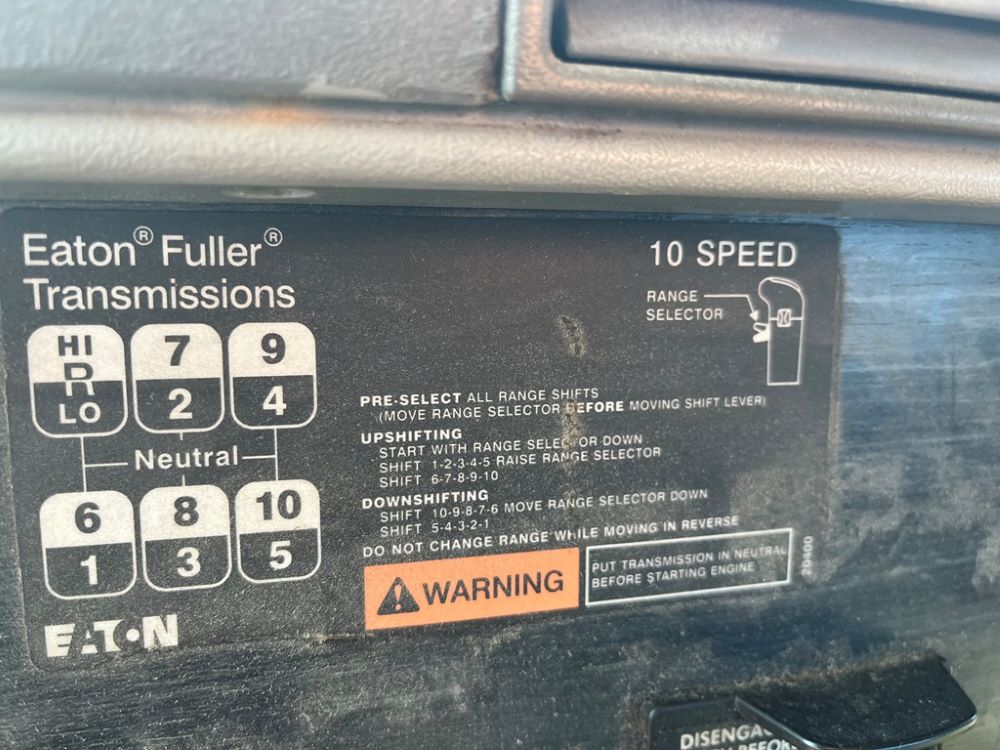 Eaton® Fuller®
Transmissions
10 SPEED
RANGE
SELECTOR
HI
R
LO
7
2
9
4
Neutral
6
1
8
3
10
5
EATON
PRE-SELECT ALL RANGE SHIFTS
(MOVE RANGE SELECTOR BEFORE MOVING SHIFT LEVER)
UPSHIFTING
START WITH RANGE SELECTOR DOWN
SHIFT 1-2-3-4-5 RAISE RANGE SELECTOR
SHIFT 6-7-8-9-10
DOWNSHIFTING
SHIFT 10-9-8-7-6 MOVE RANGE SELECTOR DOWN
SHIFT 5-4-3-2-1
DO NOT CHANGE RANGE WHILE MOVING IN REVERSE
WARNING
PUT TRANSMISSION IN NEUTRAL
BEFORE STARTING ENGINE
20400